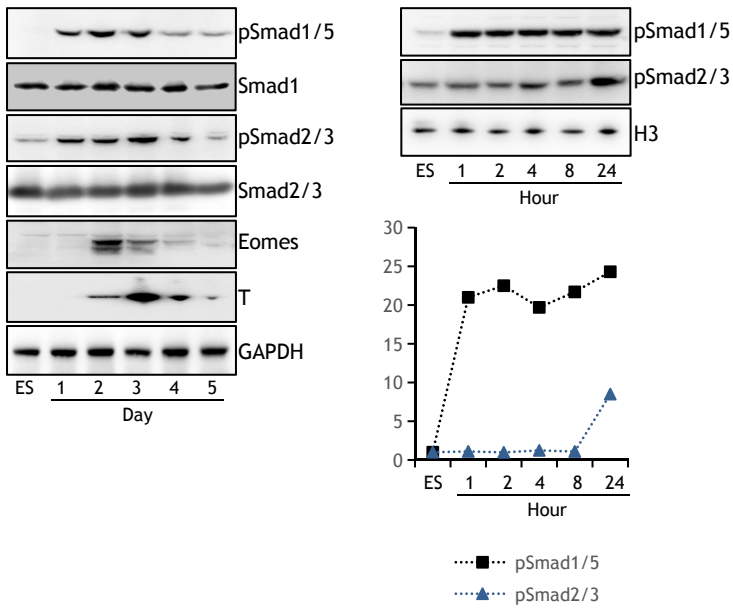 pSmad1/5
Smad1
pSmad2/3
Smad2/3
Eomes
T
GAPDH
ES 1 2 3 4 5
Day
pSmad1/5
pSmad2/3
H3
ES 1 2 4 8 24
Hour
30
25
20
15
10
5
0
ES 1 2 4 8 24
Hour
pSmad1/5
pSmad2/3